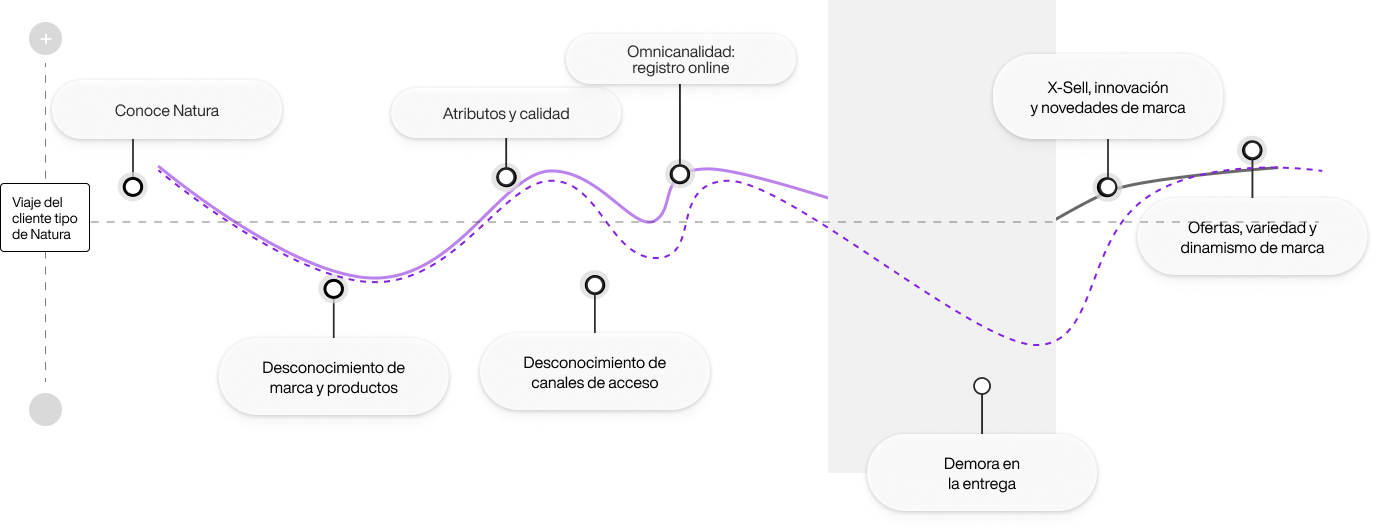 +
Conoce Natura
Atributos y calidad
Omnicanalidad:
registro online
X-Sell, innovación
y novedades de marca
Viaje del
cliente tipo
de Natura
Ofertas, variedad y
dinamismo de marca
Desconocimiento de
marca y productos
Desconocimiento de
canales de acceso
Demora en
la entrega